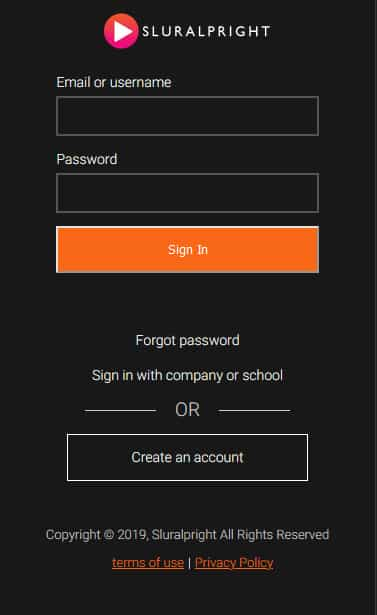 SLURALPRIGHT
Email or username
Password
Sign In
Forgot password
Sign in with company or school
OR
Create an account
Copyright © 2019, Sluralpright All Rights Reserved
terms of use | Privacy Policy